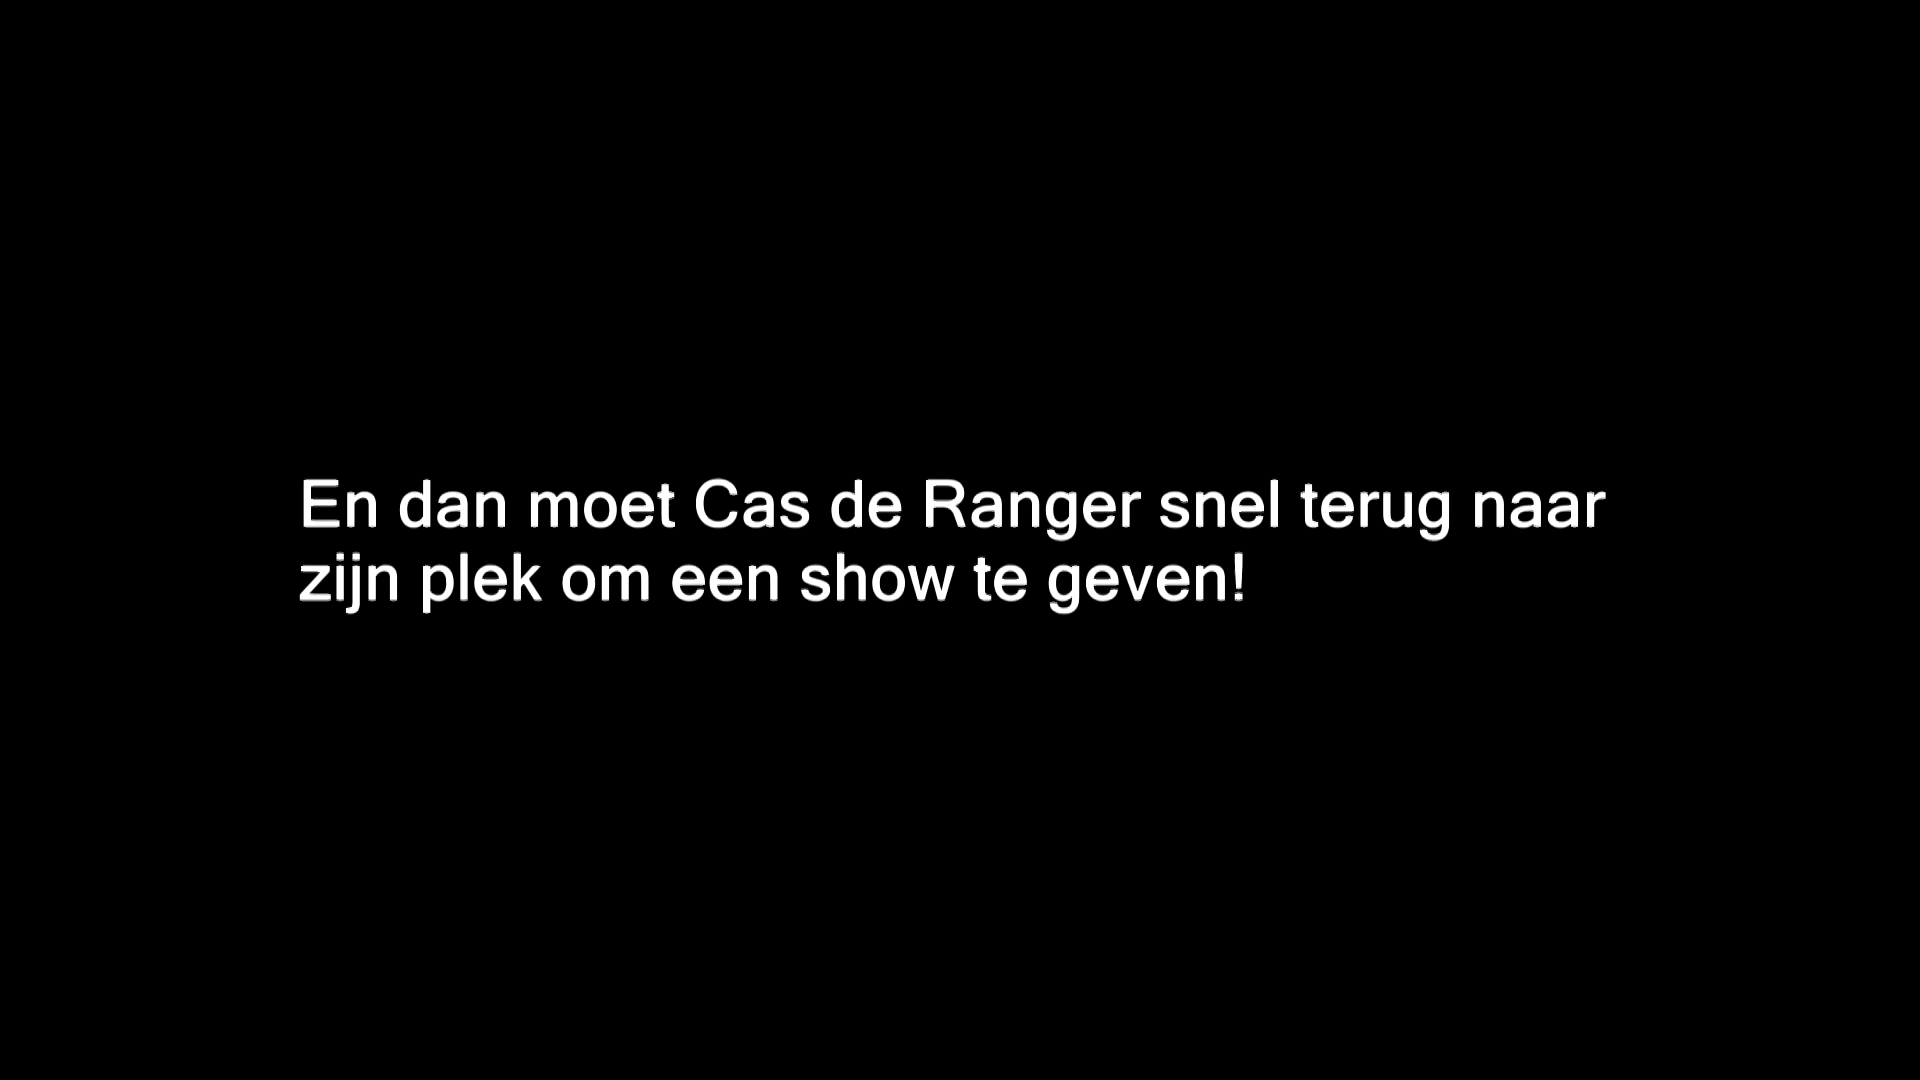 En dan moet Cas de Ranger snel terug naar
zijn plek om een show te geven!